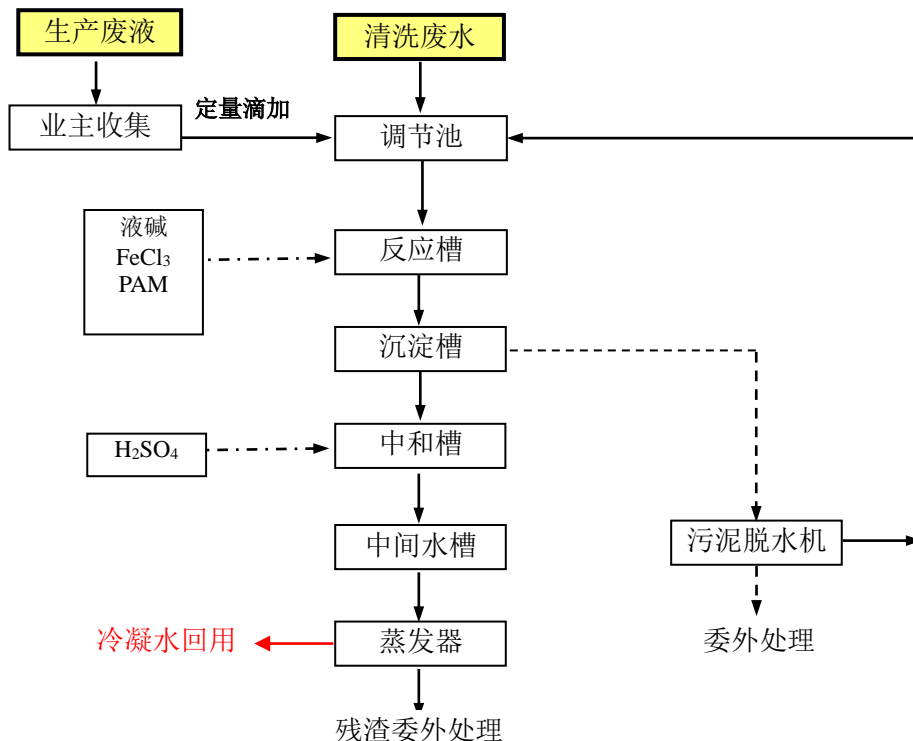 生产废液
清洗废水
定量滴加
业主收集
调节池
液碱
FeCl₃
PAM
反应槽
沉淀槽
H₂SO₄
中和槽
中间水槽
污泥脱水机
冷凝水回用
蒸发器
委外处理
残渣委外处理